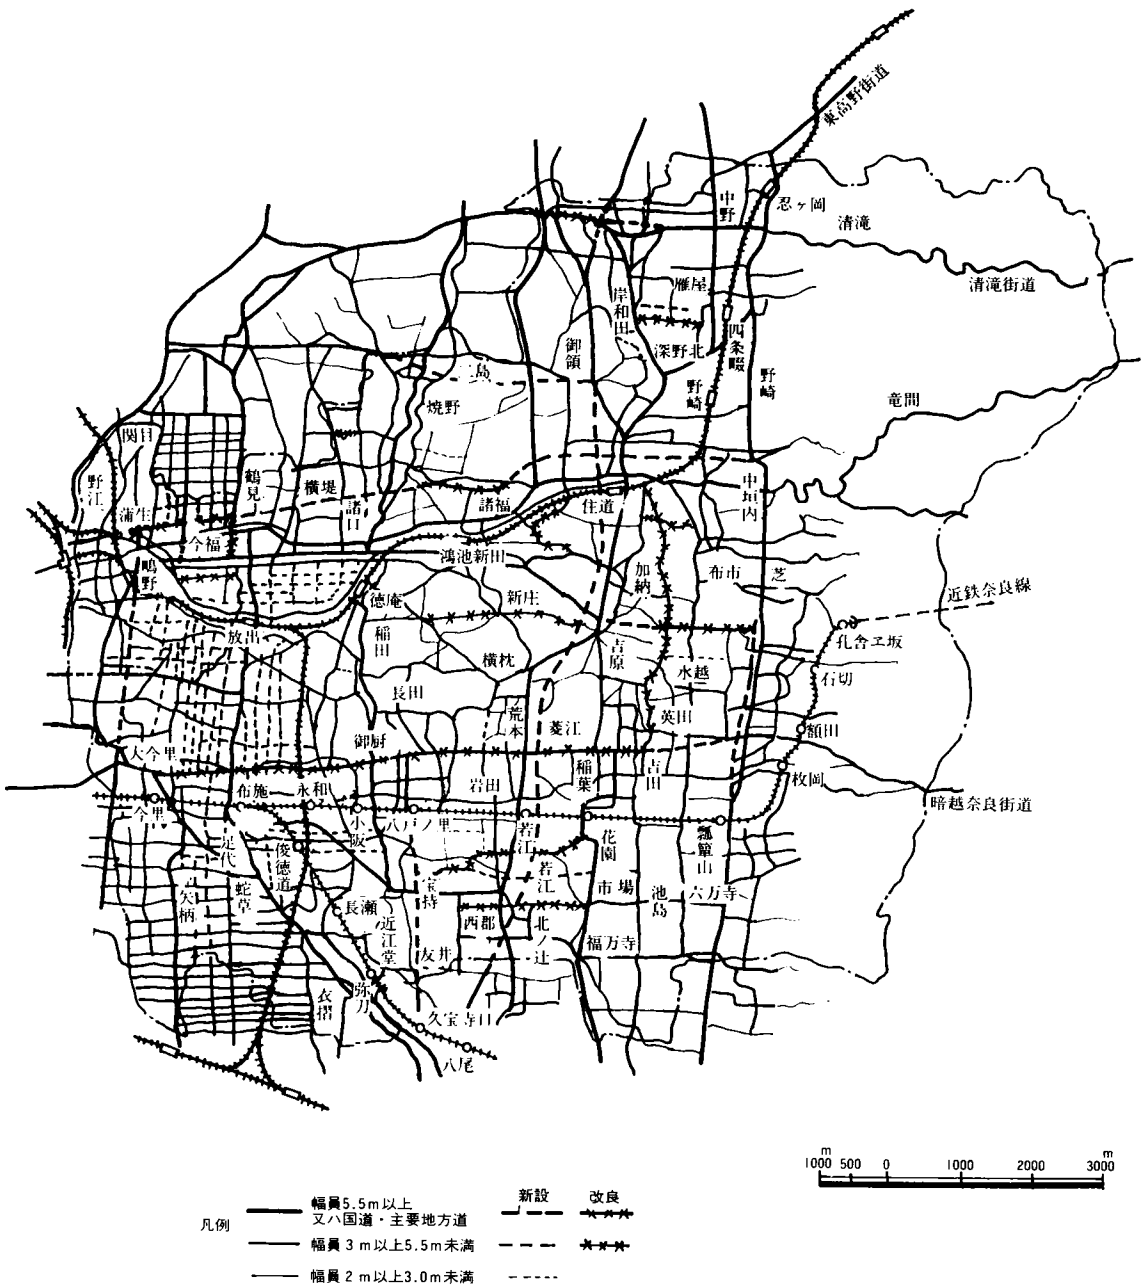 東高野街道
中野
忍ヶ岡
清滝
雁屋
清滝街道
岸和田
御領
深野北
四条畷
三島
野崎
野崎
焼野
竜間
関目
野江
鶴見
横堤
諸口
中垣内
蒲生
諸福
住道
今福
鴫野
鴻池新田
加納
布市
芝
近鉄奈良線
徳庵
新庄
放出
稲田
吉原
孔舎ヱ坂
横枕
水越
石切
長田
荒本
英田
菱江
額田
大今里
御厨
稲葉
吉田
岩田
枚岡
布施
永和
暗越奈良街道
今里
小阪
八戸ノ里
若江
花園
瓢箪山
足代
俊徳道
若江
矢柄
蛇草
宝持
市場
池島
六万寺
長瀬
近江堂
西郡
北ノ辻
福万寺
友井
衣摺
弥刀
久宝寺口
八尾
m m
1000 500 0 1000 2000 3000
凡例
幅員5.5m以上
又ハ国道・主要地方道
新設 改良
幅員3m以上5.5m未満
幅員2m以上3.0m未満